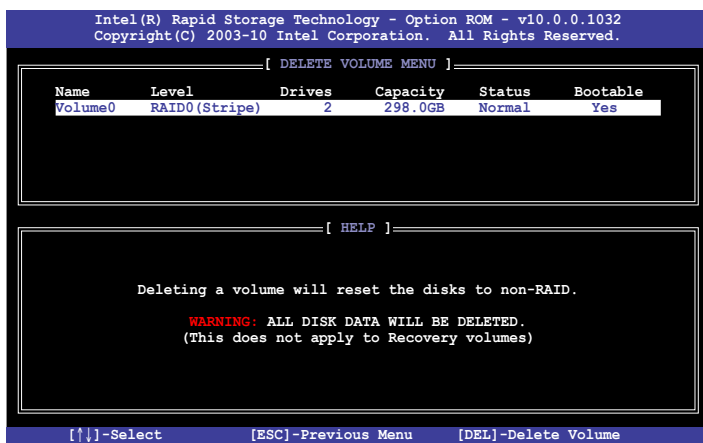 Intel(R) Rapid Storage Technology - Option ROM - v10.0.0.1032
Copyright(C) 2003-10 Intel Corporation.  All Rights Reserved.
[ DELETE VOLUME MENU ]
Name Level Drives Capacity Status Bootable
Volume0 RAID0(Stripe) 2 298.0GB Normal Yes
[ HELP ]
Deleting a volume will reset the disks to non-RAID.
WARNING: ALL DISK DATA WILL BE DELETED.
(This does not apply to Recovery volumes)
[↑↓]-Select [ESC]-Previous Menu [DEL]-Delete Volume